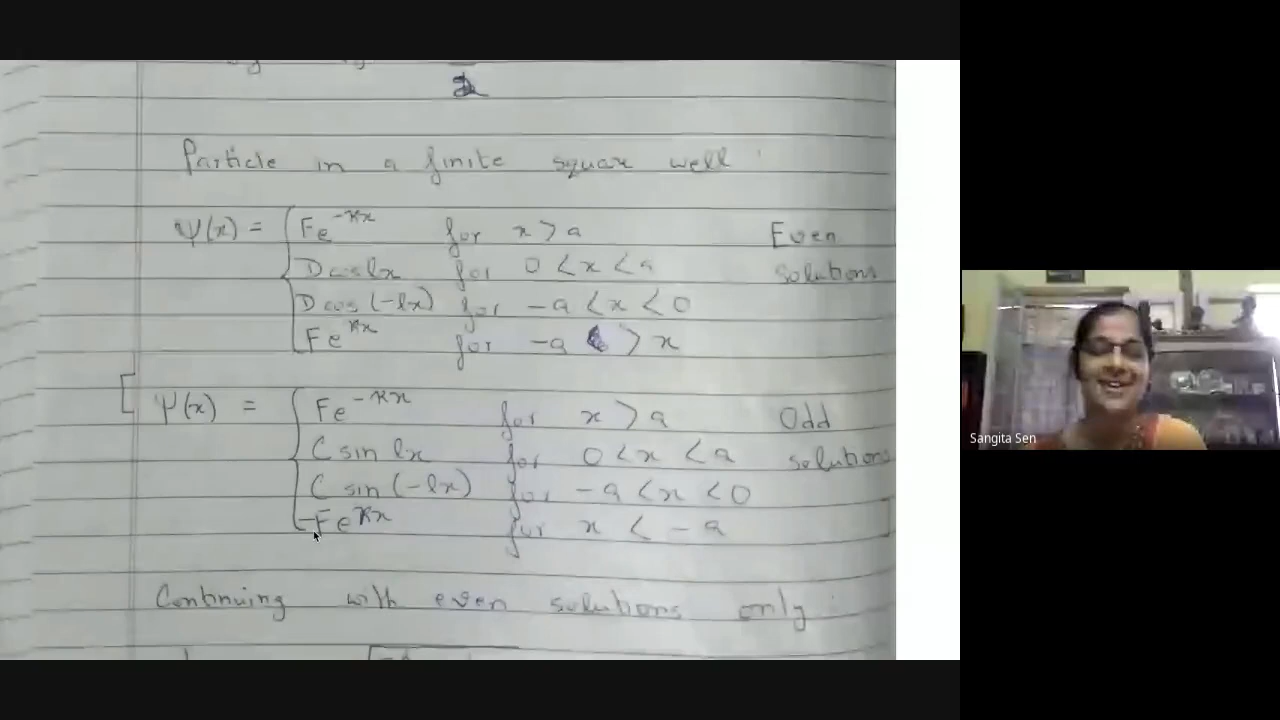 Particle in a finite square well
Ψ(x) = { Fe^{-κx} for x > a Even
D cos lx for 0 < x < a solutions
D cos (-lx) for -a < x < 0
Fe^{κx} for -a > x
Ψ(x) = { Fe^{-κx} for x > a Odd
C sin lx for 0 < x < a solutions
C sin (-lx) for -a < x < 0
-Fe^{κx} for x < -a
Continuing with even solutions only
Sangita Sen